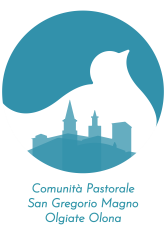 Comunità Pastorale
San Gregorio Magno
Olgiate Olona